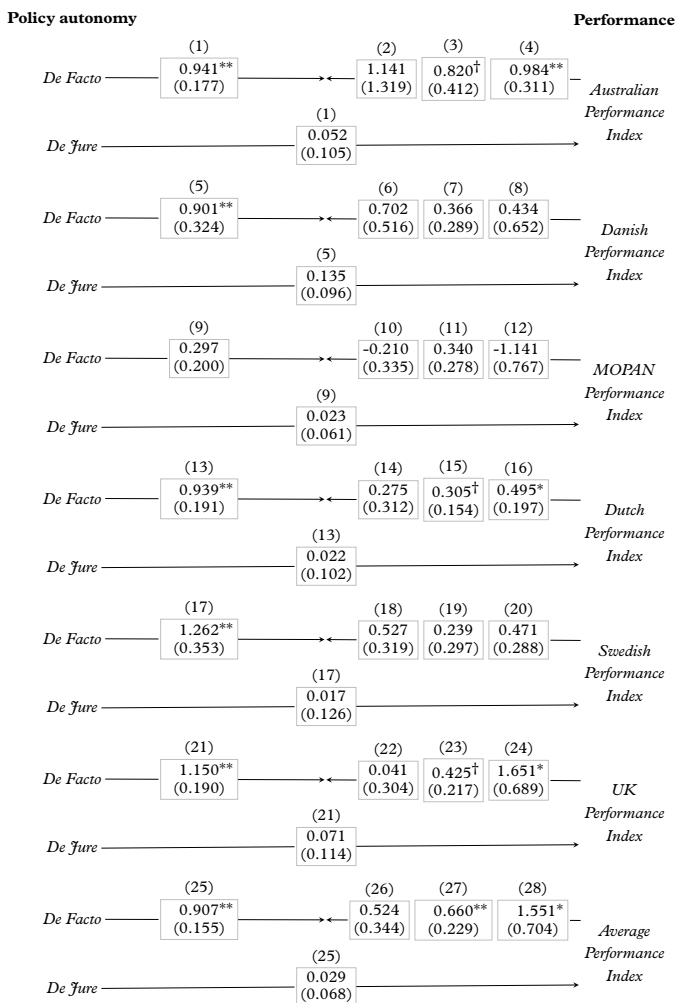 Policy autonomy Performance
(1) (2) (3) (4)
De Facto 0.941** 1.141 0.820† 0.984**
(0.177) (1.319) (0.412) (0.311)
Australian
Performance
Index
(1)
De Jure 0.052
(0.105)
(5) (6) (7) (8)
De Facto 0.901** 0.702 0.366 0.434
(0.324) (0.516) (0.289) (0.652)
Danish
Performance
Index
(5)
De Jure 0.135
(0.096)
(9) (10) (11) (12)
De Facto 0.297 -0.210 0.340 -1.141
(0.200) (0.335) (0.278) (0.767)
MOPAN
Performance
Index
(9)
De Jure 0.023
(0.061)
(13) (14) (15) (16)
De Facto 0.939** 0.275 0.305† 0.495*
(0.191) (0.312) (0.154) (0.197)
Dutch
Performance
Index
(13)
De Jure 0.022
(0.102)
(17) (18) (19) (20)
De Facto 1.262** 0.527 0.239 0.471
(0.353) (0.319) (0.297) (0.288)
Swedish
Performance
Index
(17)
De Jure 0.017
(0.126)
(21) (22) (23) (24)
De Facto 1.150** 0.041 0.425† 1.651*
(0.190) (0.304) (0.217) (0.689)
UK
Performance
Index
(21)
De Jure 0.071
(0.114)
(25) (26) (27) (28)
De Facto 0.907** 0.524 0.660** 1.551*
(0.155) (0.344) (0.229) (0.704)
Average
Performance
Index
(25)
De Jure 0.029
(0.068)